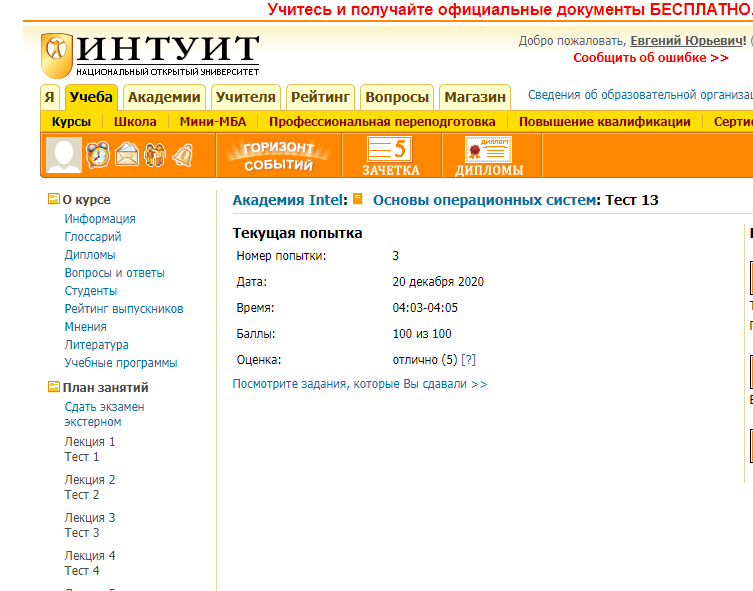 Учитесь и получайте официальные документы БЕСПЛАТНО.
ИНТУИТ
НАЦИОНАЛЬНЫЙ ОТКРЫТЫЙ УНИВЕРСИТЕТ
Добро пожаловать, Евгений Юрьевич! (
Сообщить об ошибке >>
Я Учеба Академии Учителя Рейтинг Вопросы Магазин
Сведения об образовательной организац
Курсы Школа Мини-МБА Профессиональная переподготовка Повышение квалификации Серти
ГОРИЗОНТ
СОБЫТИЙ
5
ЗАЧЕТКА
ДИПЛОМ
ДИПЛОМЫ
О курсе
Информация
Глоссарий
Дипломы
Вопросы и ответы
Студенты
Рейтинг выпускников
Мнения
Литература
Учебные программы
План занятий
Сдать экзамен
экстерном
Лекция 1
Тест 1
Лекция 2
Тест 2
Лекция 3
Тест 3
Лекция 4
Тест 4
Академия Intel: Основы операционных систем: Тест 13
Текущая попытка
Номер попытки: 3
Дата: 20 декабря 2020
Время: 04:03-04:05
Баллы: 100 из 100
Оценка: отлично (5) [?]
Посмотрите задания, которые Вы сдавали >>